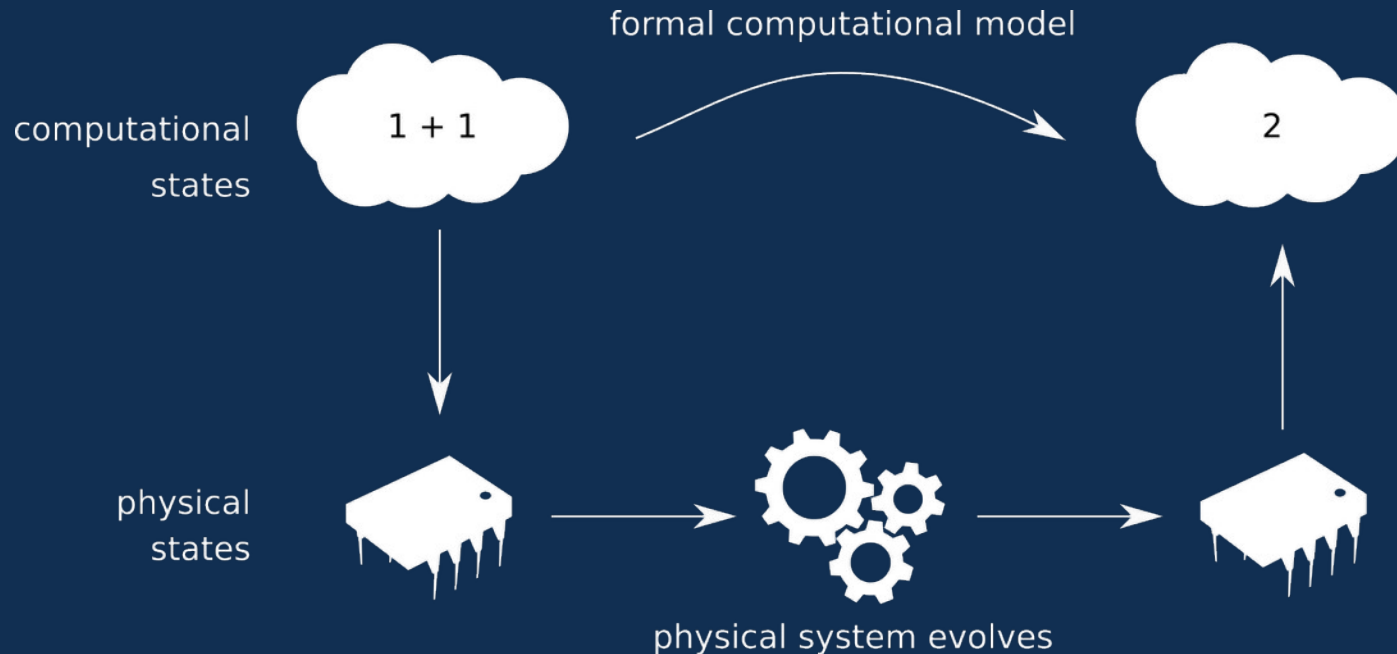 formal computational model
computational
states
1 + 1
2
physical
states
physical system evolves